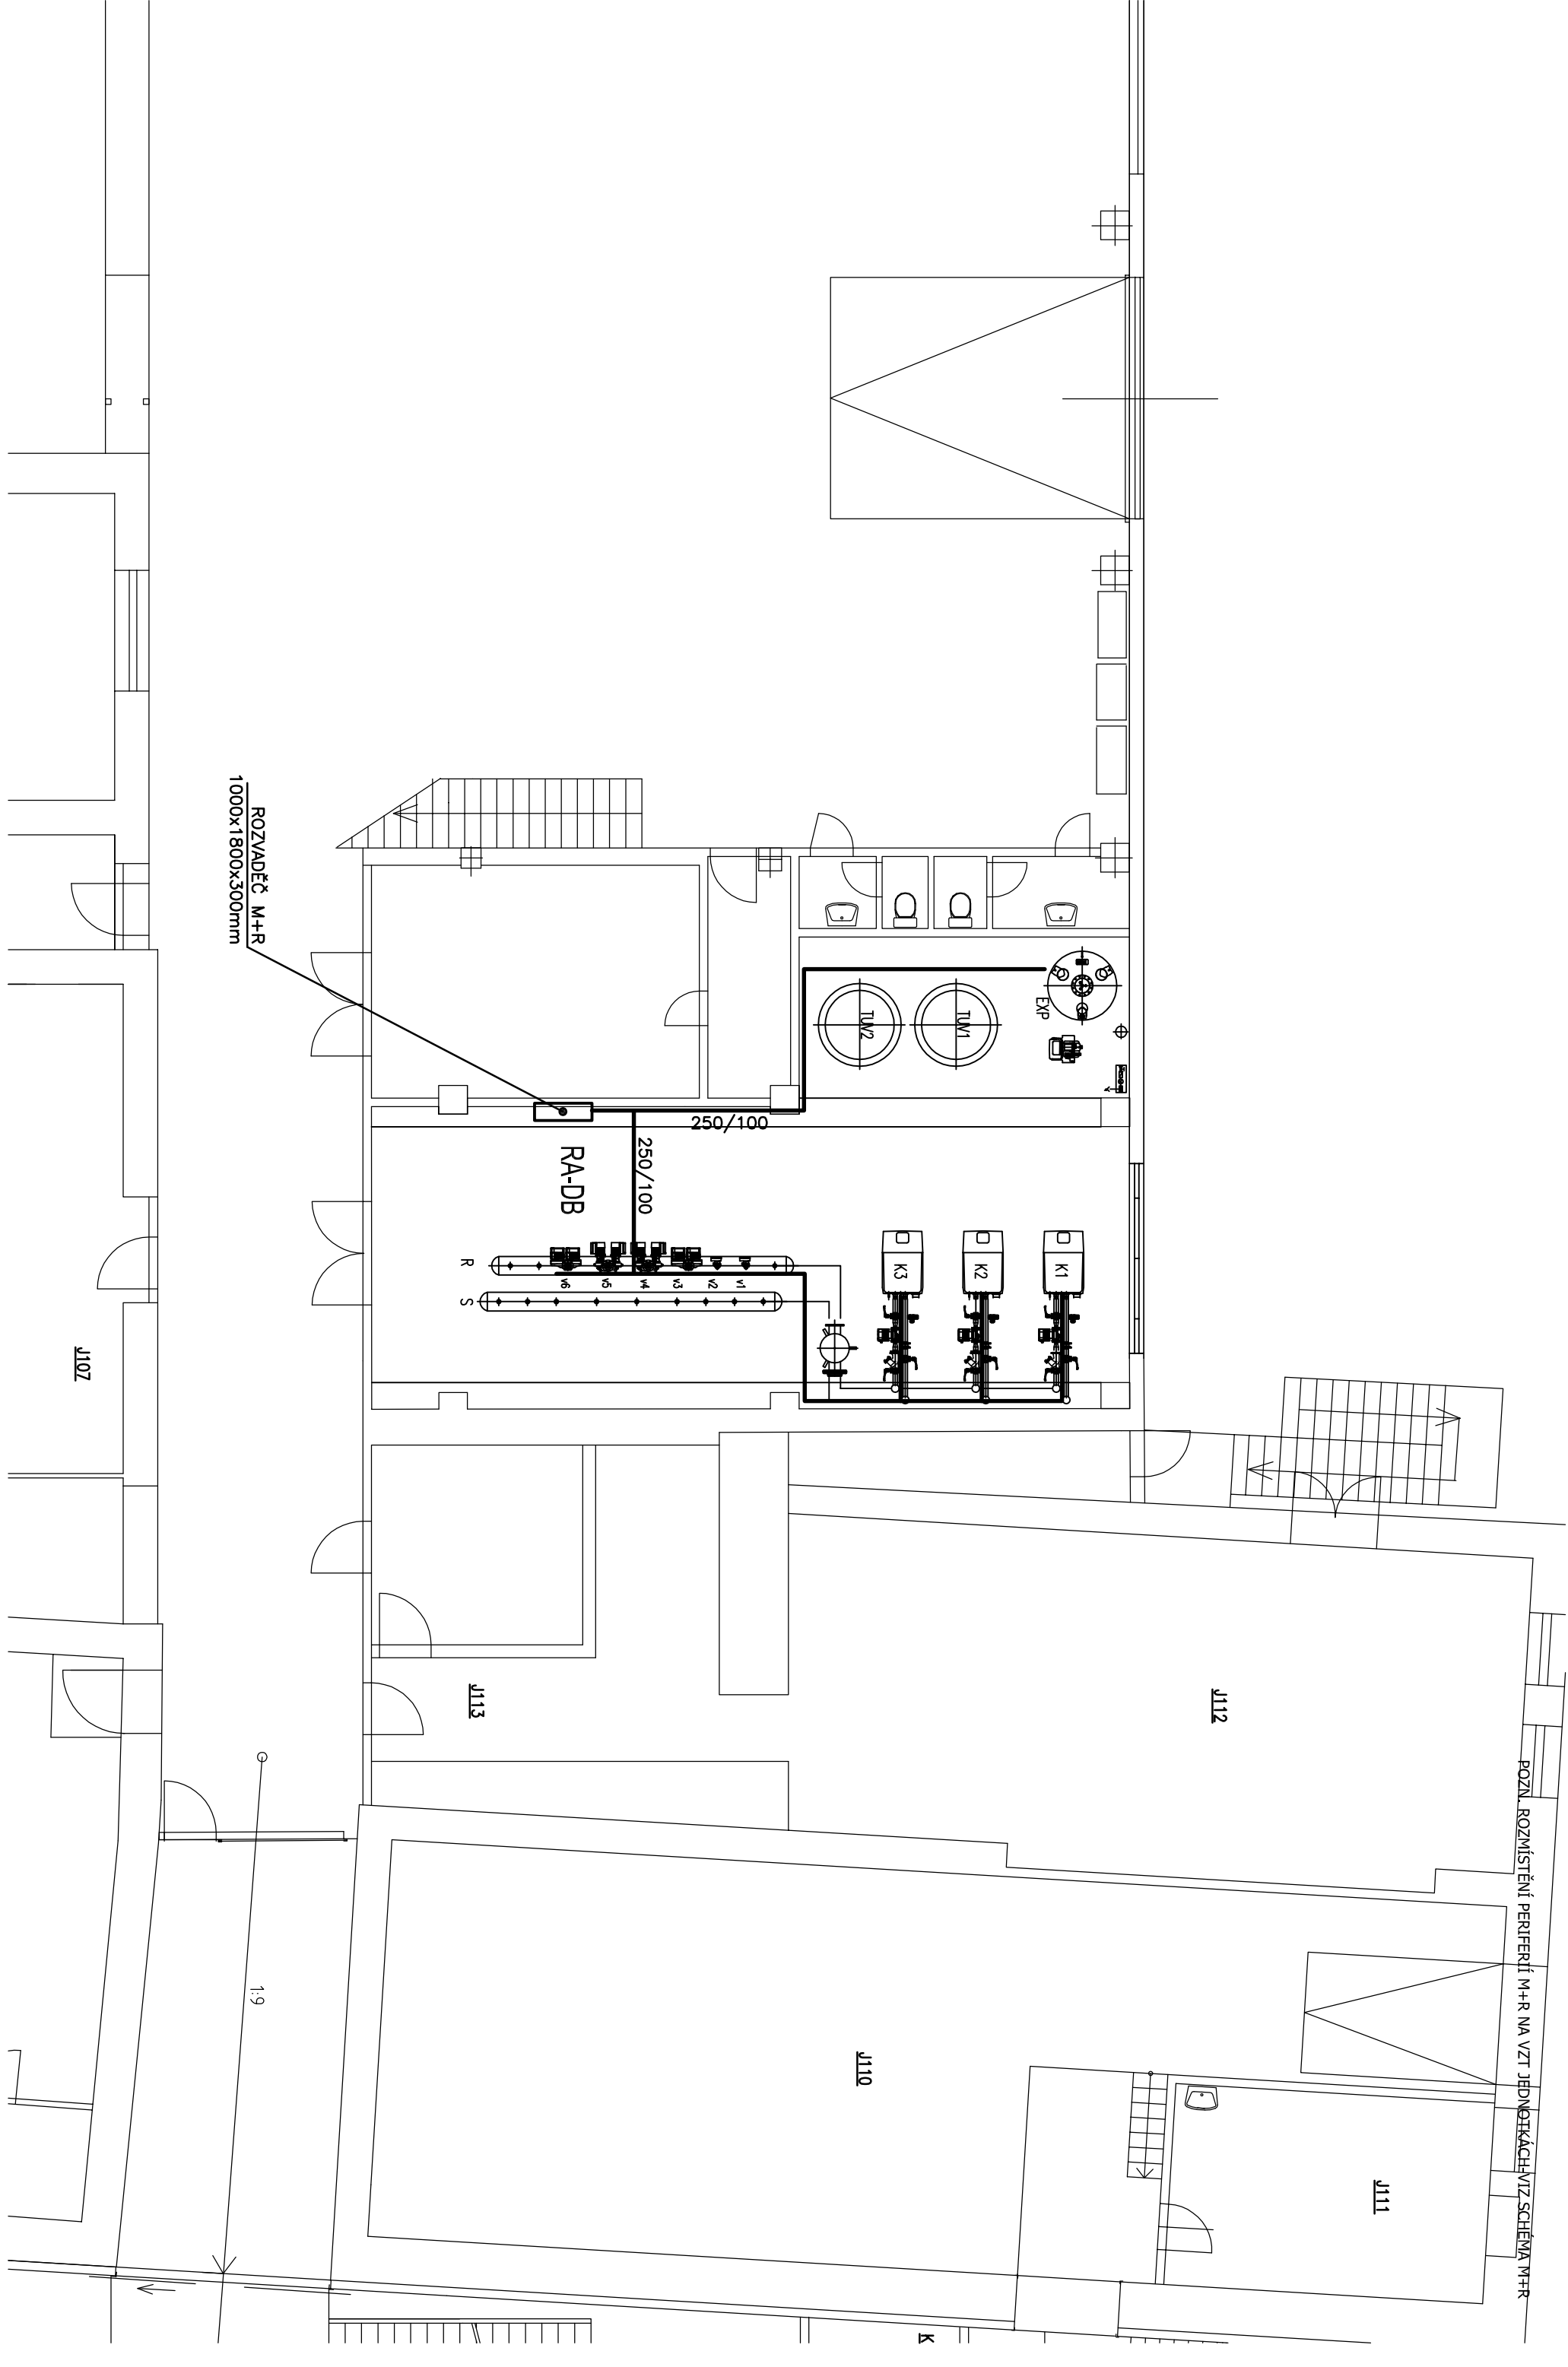 POZN. ROZMÍSTĚNÍ PERIFERIÍ M+R NA VZT JEDNOTKÁCH-VIZ SCHÉMA M+R
EXP
TUV1
TUV2
250/100
250/100
RA-DB
ROZVADĚČ M+R
1000x1800x300mm
K1
K2
K3
v1
v2
v3
v4
v5
v6
R
S
J107
J112
J113
J111
J110
1:9
K